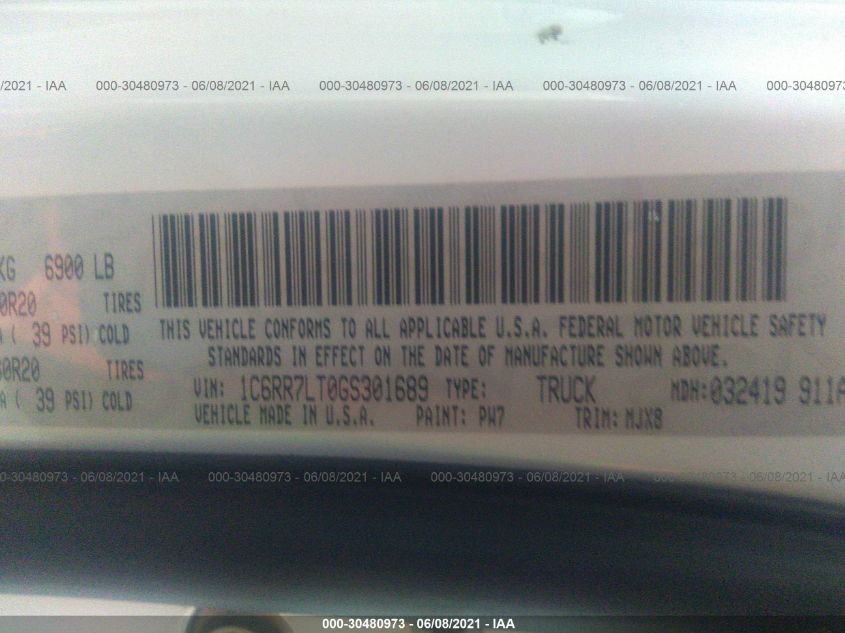 /2021 - IAA 000-30480973 - 06/08/2021 - IAA 000-30480973 - 06/08/2021 - IAA 000-30480973 - 06/08/2021 - IAA 000-3048097
KG 6900 LB
0R20 TIRES
THIS VEHICLE CONFORMS TO ALL APPLICABLE U.S.A. FEDERAL MOTOR VEHICLE SAFETY
A ( 39 PSI) COLD
STANDARDS IN EFFECT ON THE DATE OF MANUFACTURE SHOWN ABOVE.
60R20 TIRES
VIN: 1C6RR7LT0GS301689 TYPE: TRUCK MDH: 032419 911A
A ( 39 PSI) COLD
VEHICLE MADE IN U.S.A. PAINT: PW7 TRIM: MJX8
0-30480973 - 06/08/2021 - IAA 000-30480973 - 06/08/2021 - IAA 000-30480973 - 06/08/2021 - IAA 000-30480973 - 06/08/2021 - IAA
000-30480973 - 06/08/2021 - IAA